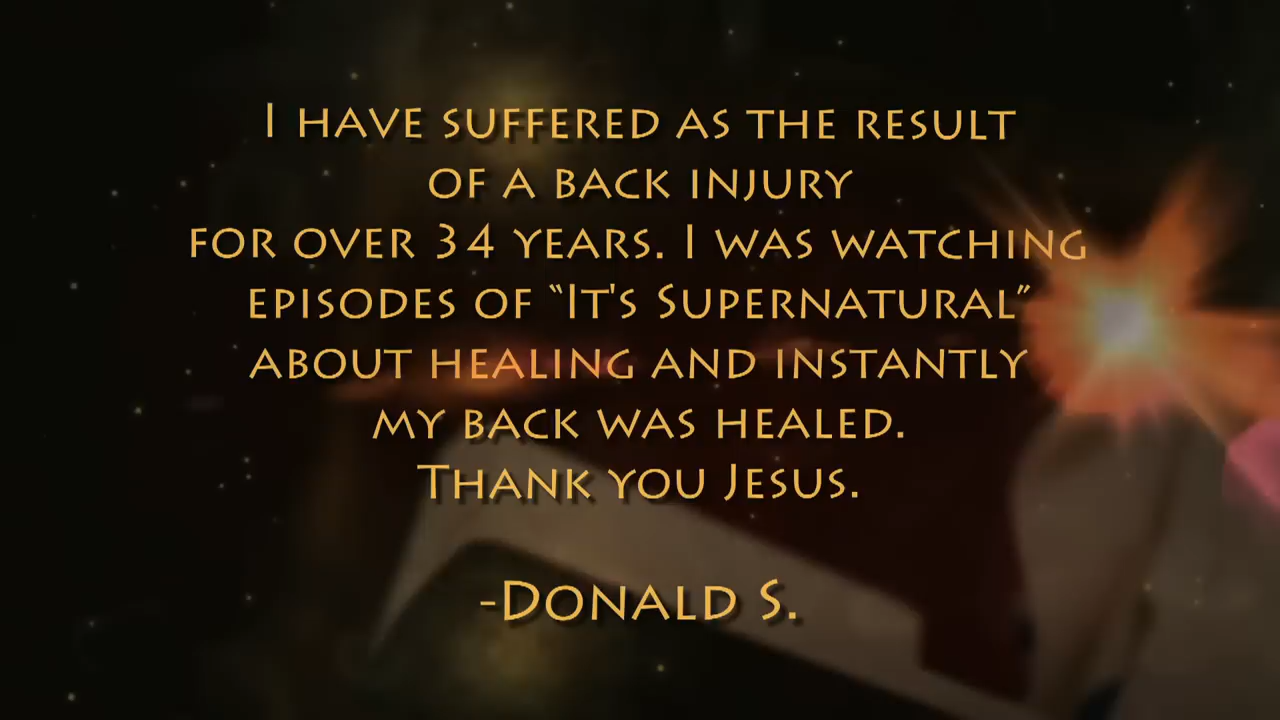 I HAVE SUFFERED AS THE RESULT
OF A BACK INJURY
FOR OVER 34 YEARS. I WAS WATCHING
EPISODES OF “IT'S SUPERNATURAL”
ABOUT HEALING AND INSTANTLY
MY BACK WAS HEALED.
THANK YOU JESUS.
-DONALD S.